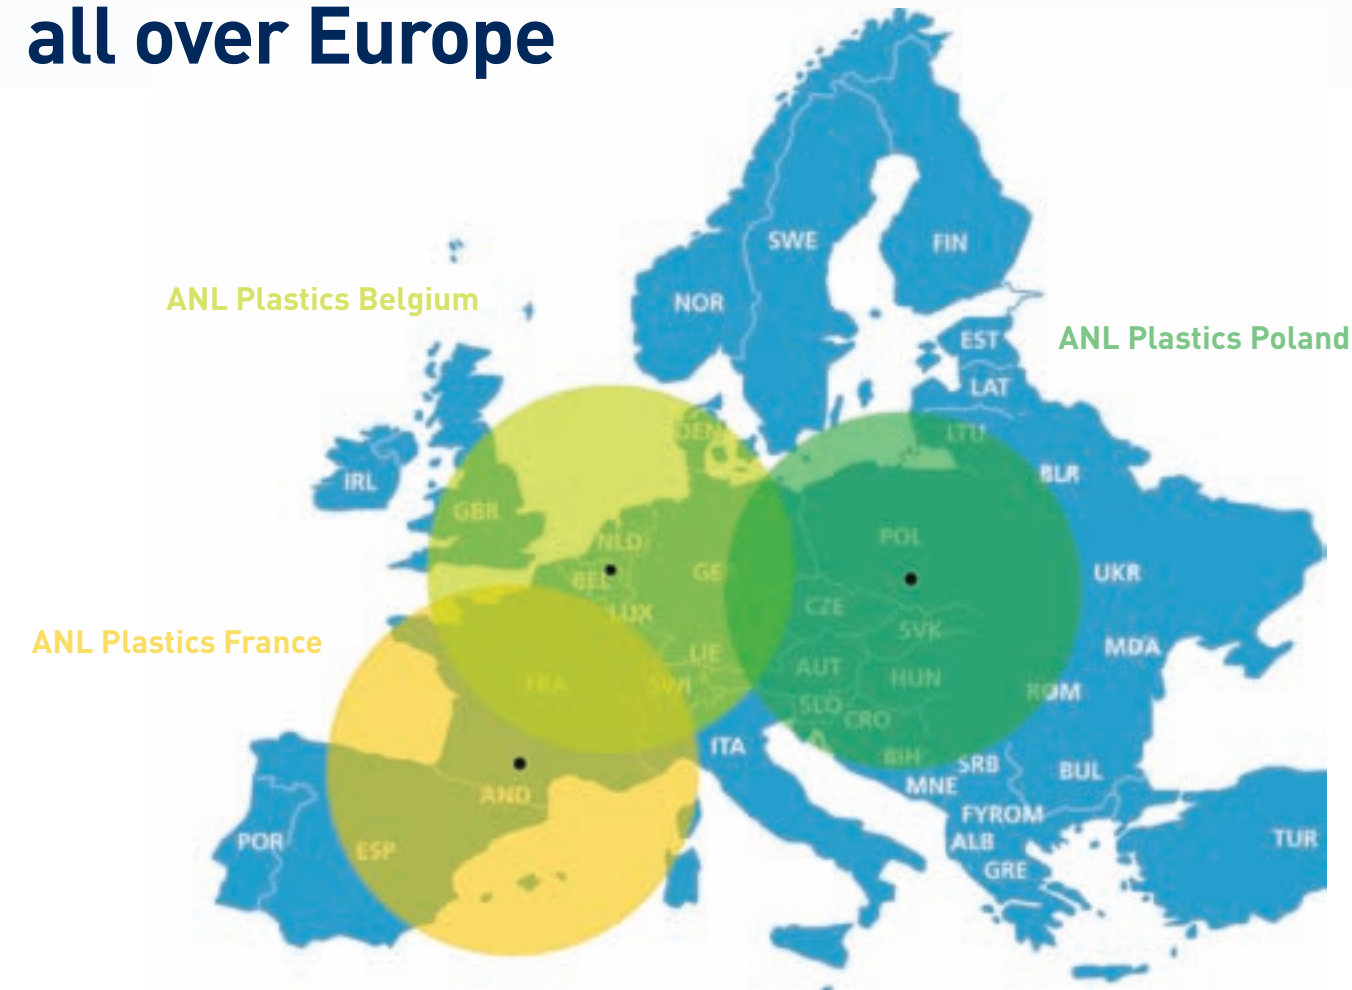 all over Europe
SWE
FIN
NOR
ANL Plastics Belgium
EST
ANL Plastics Poland
LAT
DEN
LTU
IRL
BLR
GBR
NLD
POL
BEL
GE
UKR
LUX
CZE
SVK
ANL Plastics France
LIE
MDA
AUT
FRA
SWI
HUN
ROM
SLO
CRO
ITA
BIH
SRB
BUL
MNE
AND
FYROM
POR
ESP
ALB
TUR
GRE